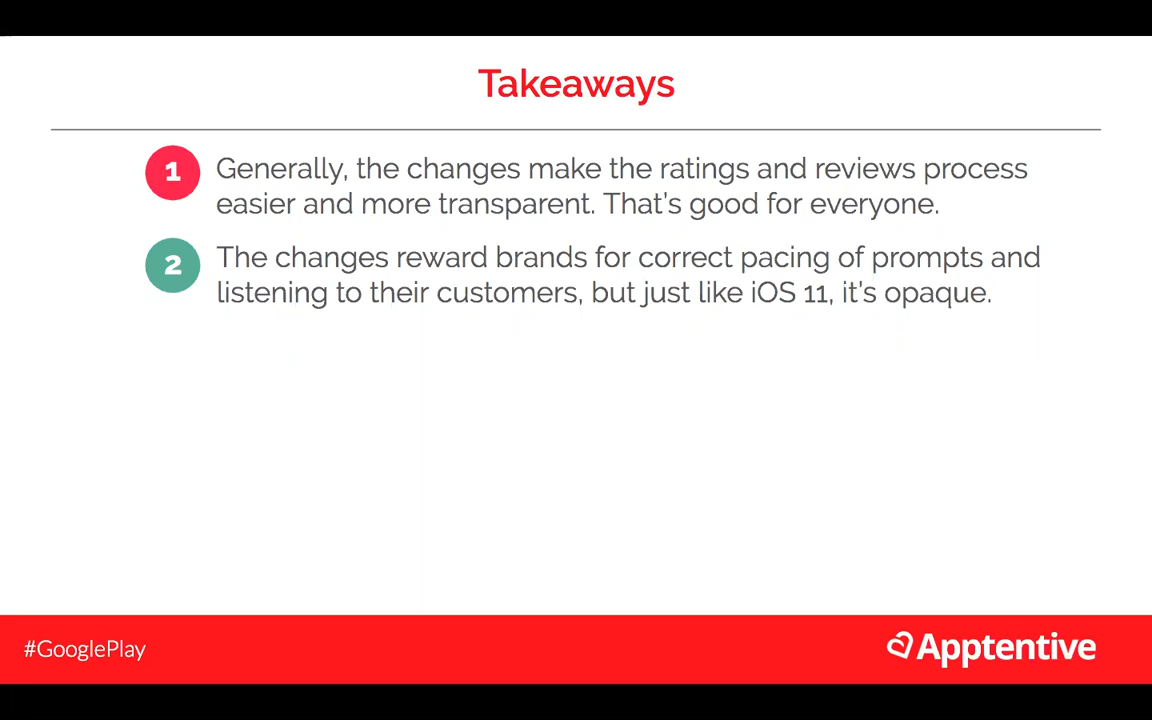 Takeaways
1
Generally, the changes make the ratings and reviews process
easier and more transparent. That's good for everyone.
2
The changes reward brands for correct pacing of prompts and
listening to their customers, but just like iOS 11, it's opaque.
#GooglePlay
Apptentive